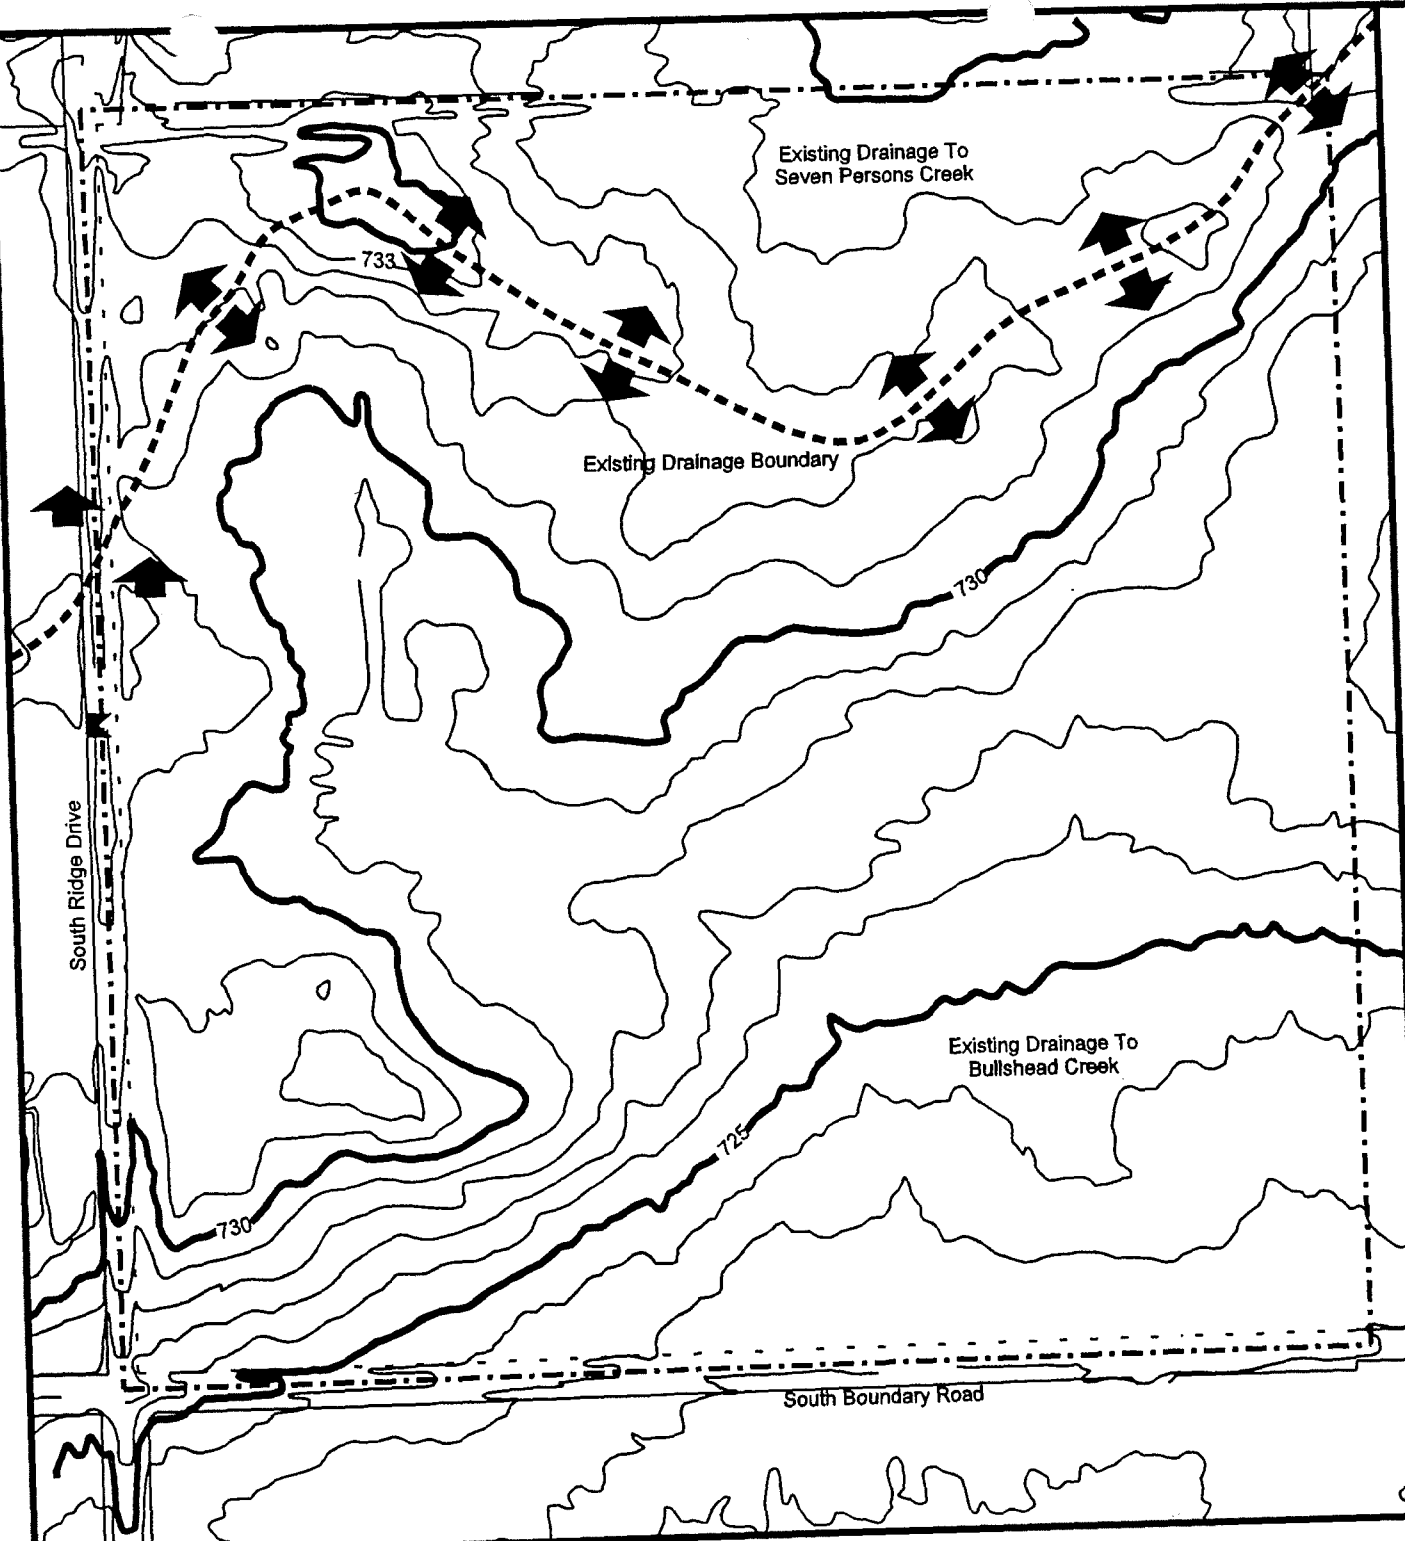 Existing Drainage To
Seven Persons Creek
733
Existing Drainage Boundary
730
South Ridge Drive
Existing Drainage To
Bullshead Creek
725
730
South Boundary Road